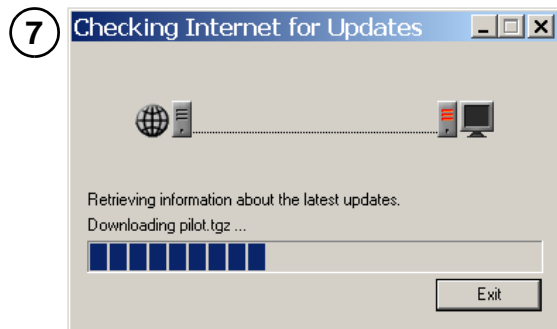 7
Checking Internet for Updates
Retrieving information about the latest updates.
Downloading pilot.tgz ...
Exit